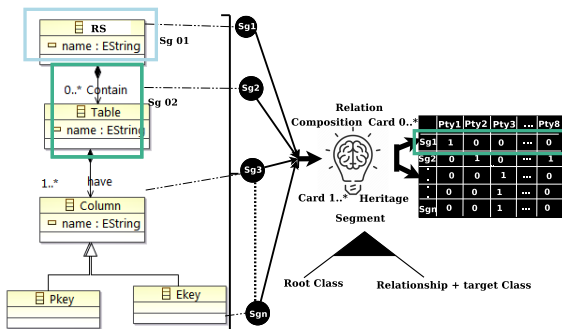 RS
name : EString
Sg 01
0..* Contain
Sg 02
Table
name : EString
1..* have
Column
name : EString
Pkey
Ekey
Sg1
Sg2
Sg3
Sgn
Relation
Composition Card 0..*
Card 1..* Heritage
Segment
Root Class
Relationship + target Class
Pty1 Pty2 Pty3 ... Pty8
Sg1 1 0 0 ... 0
Sg2 0 1 0 ... 1
: 0 0 1 ... 0
. 0 0 1 ... 0
Sgn 0 0 1 ... 0